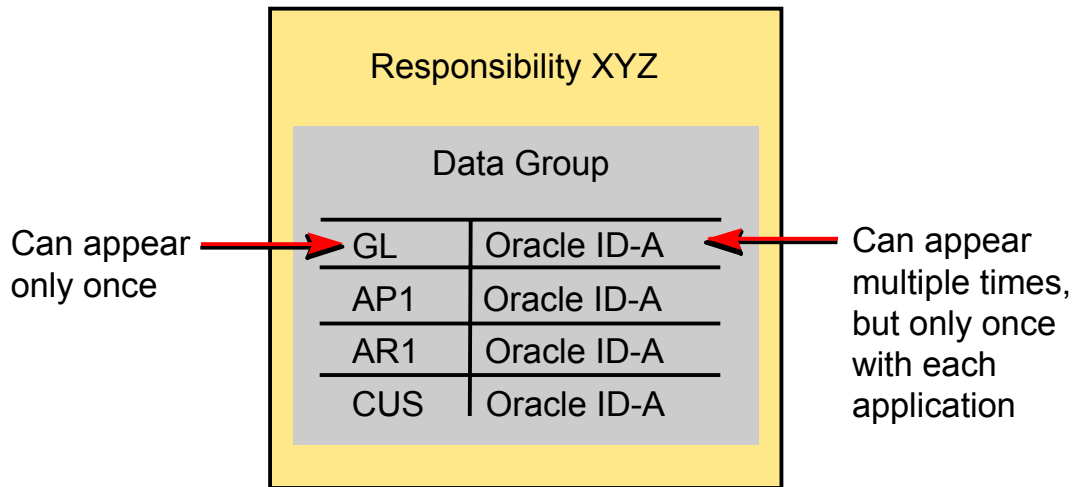 Responsibility XYZ
Data Group
Can appear
only once
GL Oracle ID-A
AP1 Oracle ID-A
AR1 Oracle ID-A
CUS Oracle ID-A
Can appear
multiple times,
but only once
with each
application